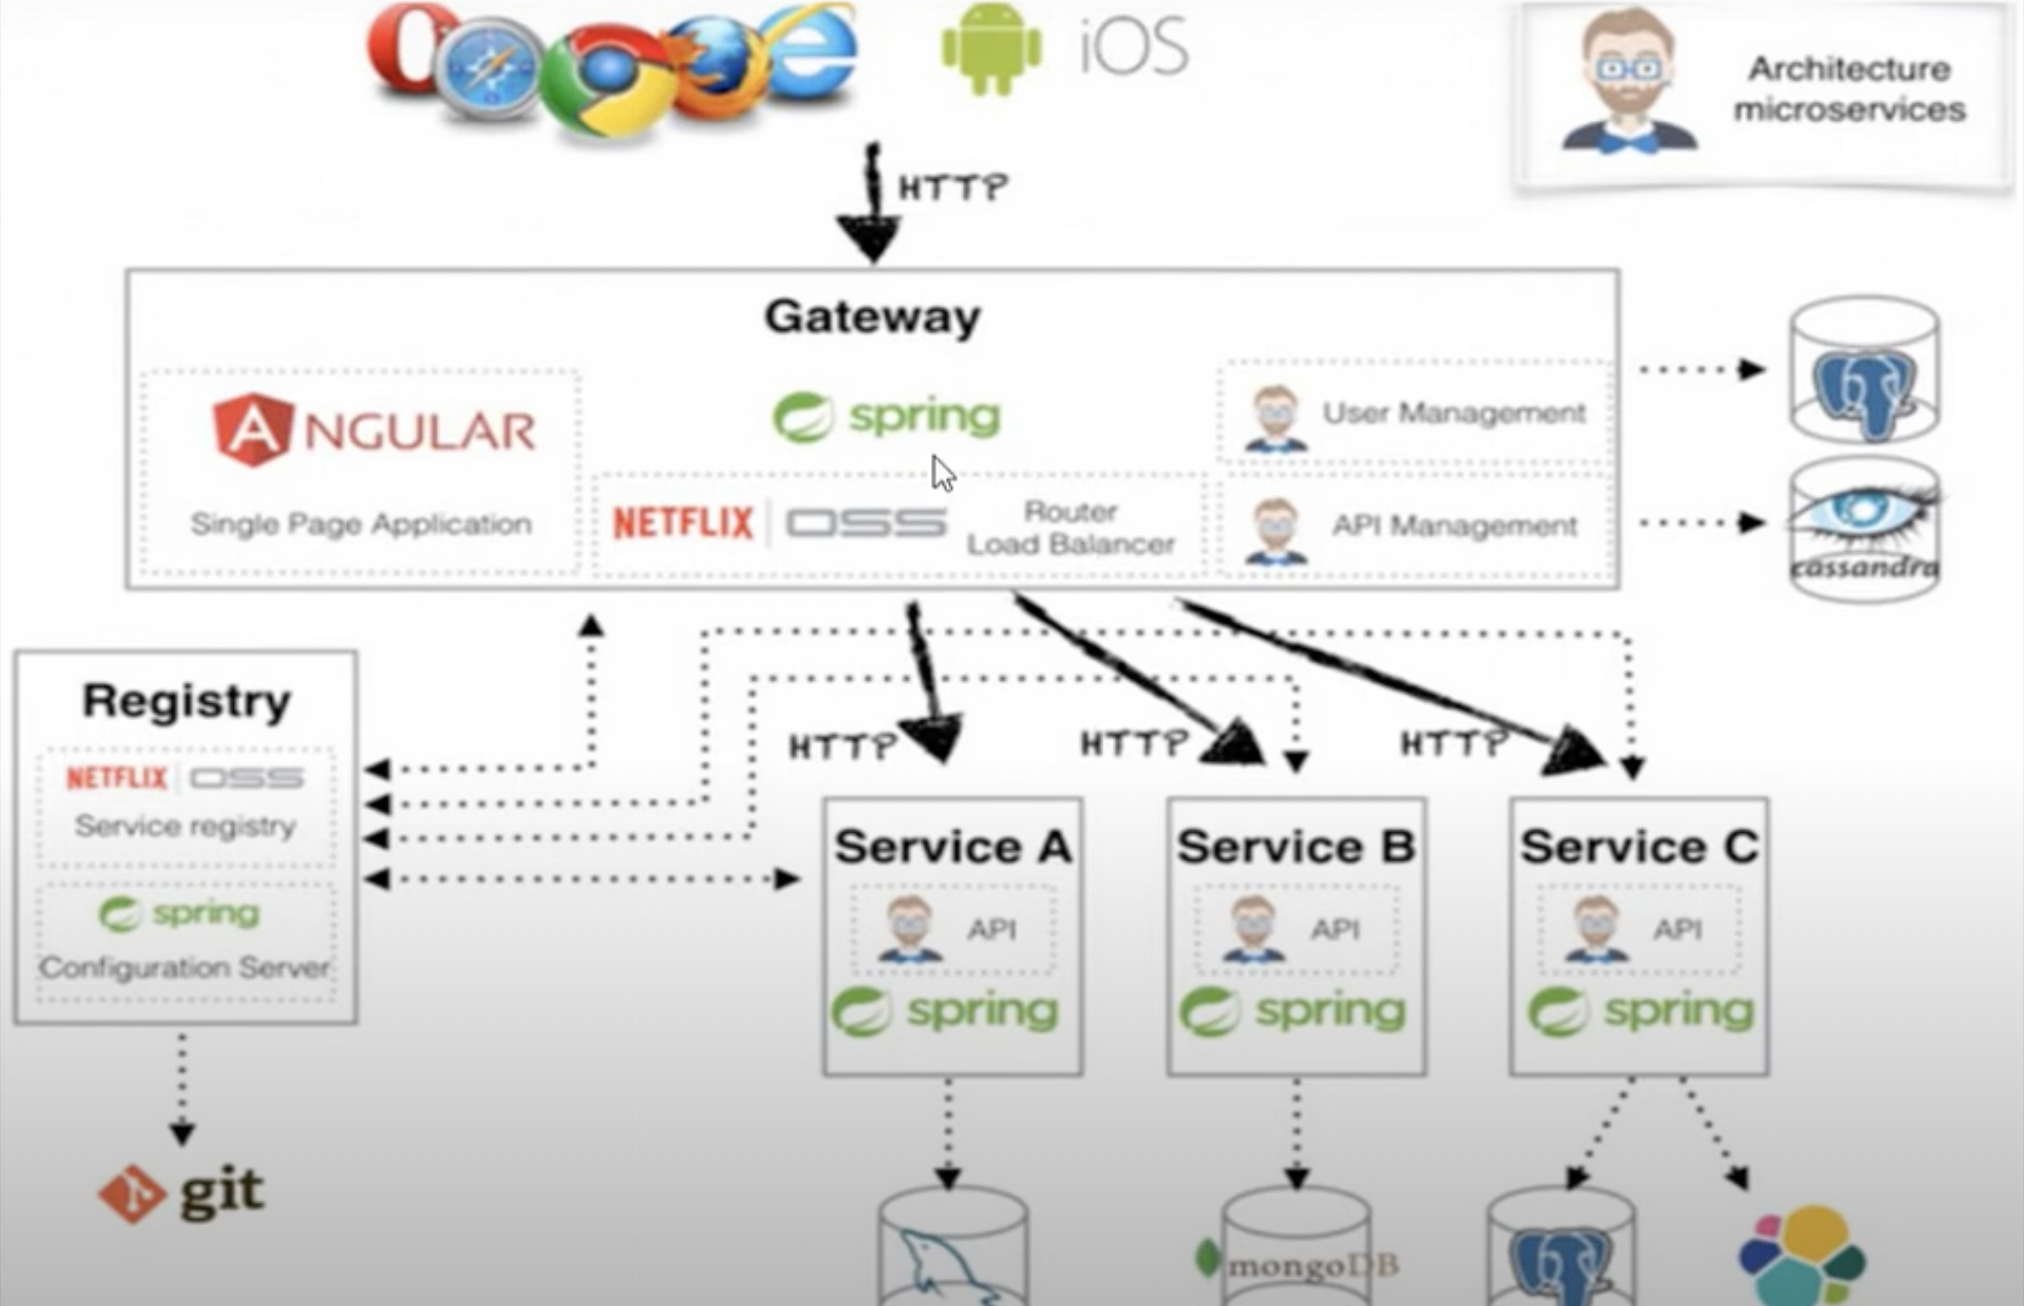 iOS
Architecture
microservices
HTTP
Gateway
ANGULAR
Single Page Application
spring
NETFLIX OSS
Router
Load Balancer
User Management
API Management
cassandra
Registry
NETFLIX OSS
Service registry
spring
Configuration Server
git
HTTP
HTTP
HTTP
Service A
API
spring
Service B
API
spring
Service C
API
spring
mongoDB